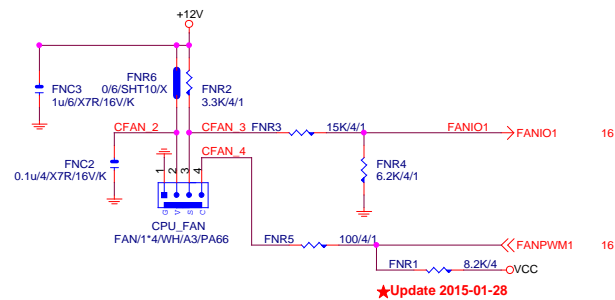 +12V
FNC3
1u/6/X7R/16V/K
FNR6
0/6/SHT10/X
FNR2
3.3K/4/1
CFAN_2
CFAN_3
FNR3
15K/4/1
FANIO1
FANIO1
16
FNC2
0.1u/4/X7R/16V/K
CFAN_4
FNR4
6.2K/4/1
1
2
3
4
G
V
S
C
CPU_FAN
FAN/1*4/WH/A3/PA66
FNR5
100/4/1
FANPWM1
16
FNR1
8.2K/4
VCC
★Update 2015-01-28